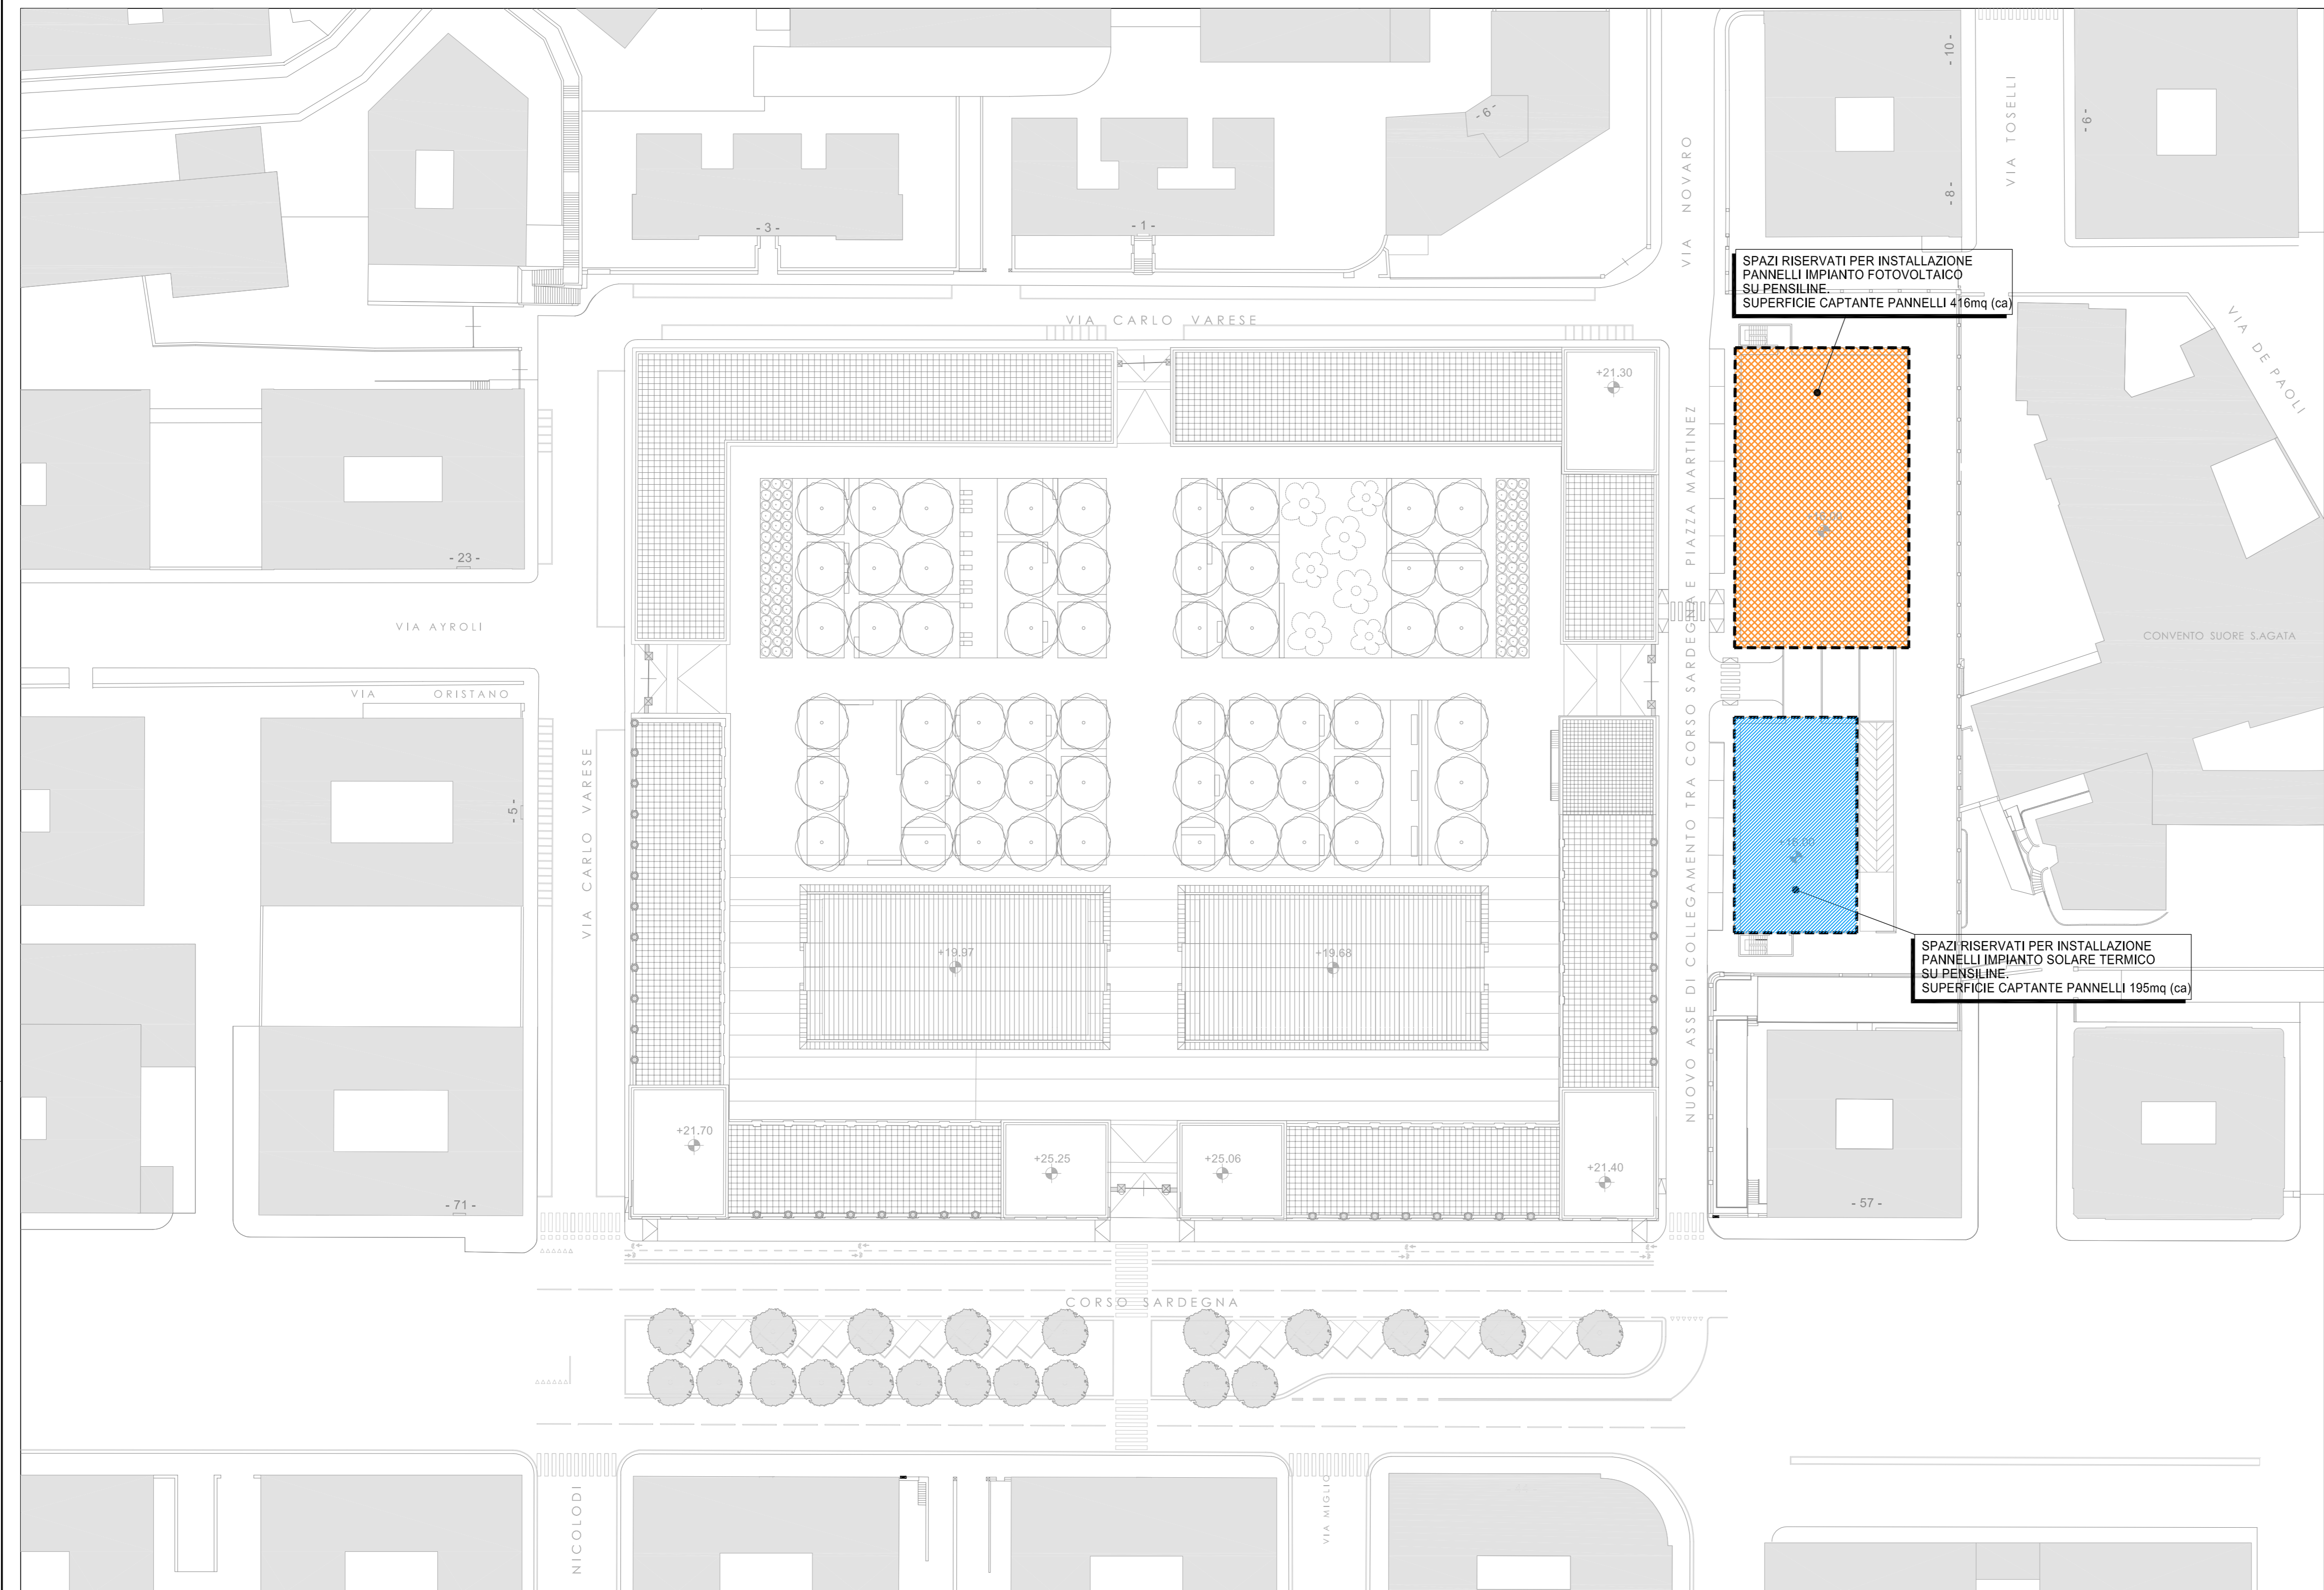 - 10 -
VIA TOSELLI
- 6 -
- 6 -
VIA NOVARO
- 8 -
- 3 -
- 1 -
SPAZI RISERVATI PER INSTALLAZIONE
PANNELLI IMPIANTO FOTOVOLTAICO
SU PENSILINE.
SUPERFICIE CAPTANTE PANNELLI 416mq (ca)
VIA CARLO VARESE
VIA DE PAOLI
+21.30
- 23 -
VIA AYROLI
CONVENTO SUORE S.AGATA
VIA ORISTANO
VIA CARLO VARESE
- 5 -
NUOVO ASSE DI COLLEGAMENTO TRA CORSO SARDEGNA E PIAZZA MARTINEZ
+19.97
+19.68
SPAZI RISERVATI PER INSTALLAZIONE
PANNELLI IMPIANTO SOLARE TERMICO
SU PENSILINE.
SUPERFICIE CAPTANTE PANNELLI 195mq (ca)
+21.70
+25.25
+25.06
+21.40
- 71 -
- 57 -
CORSO SARDEGNA
NICOLODI
VIA MIGLIO